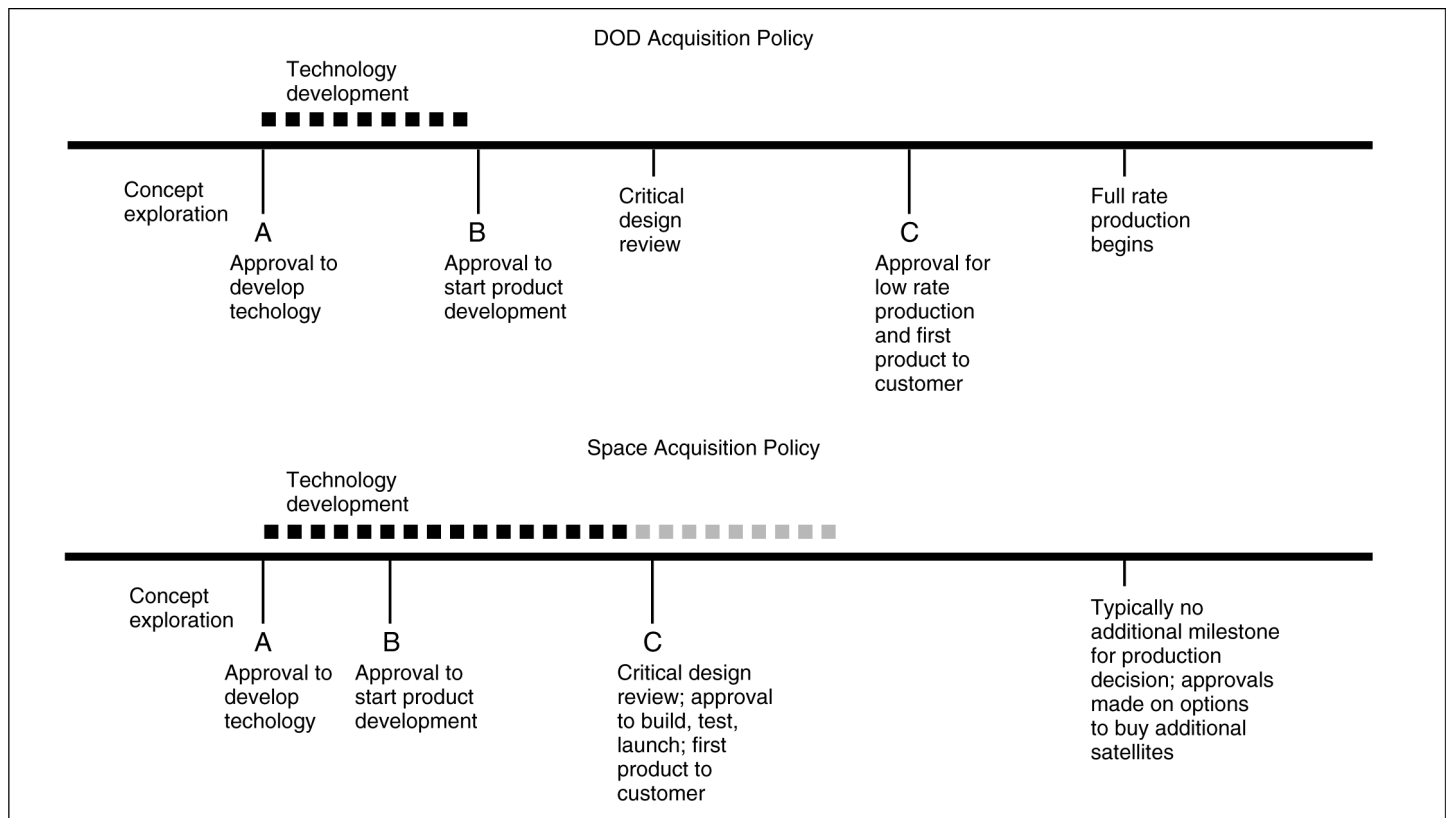 DOD Acquisition Policy
Technology
development
Concept
exploration
A
Approval to
develop
techology
B
Approval to
start product
development
Critical
design
review
C
Approval for
low rate
production
and first
product to
customer
Full rate
production
begins
Space Acquisition Policy
Technology
development
Concept
exploration
A
Approval to
develop
techology
B
Approval to
start product
development
C
Critical design
review; approval
to build, test,
launch; first
product to
customer
Typically no
additional milestone
for production
decision; approvals
made on options
to buy additional
satellites